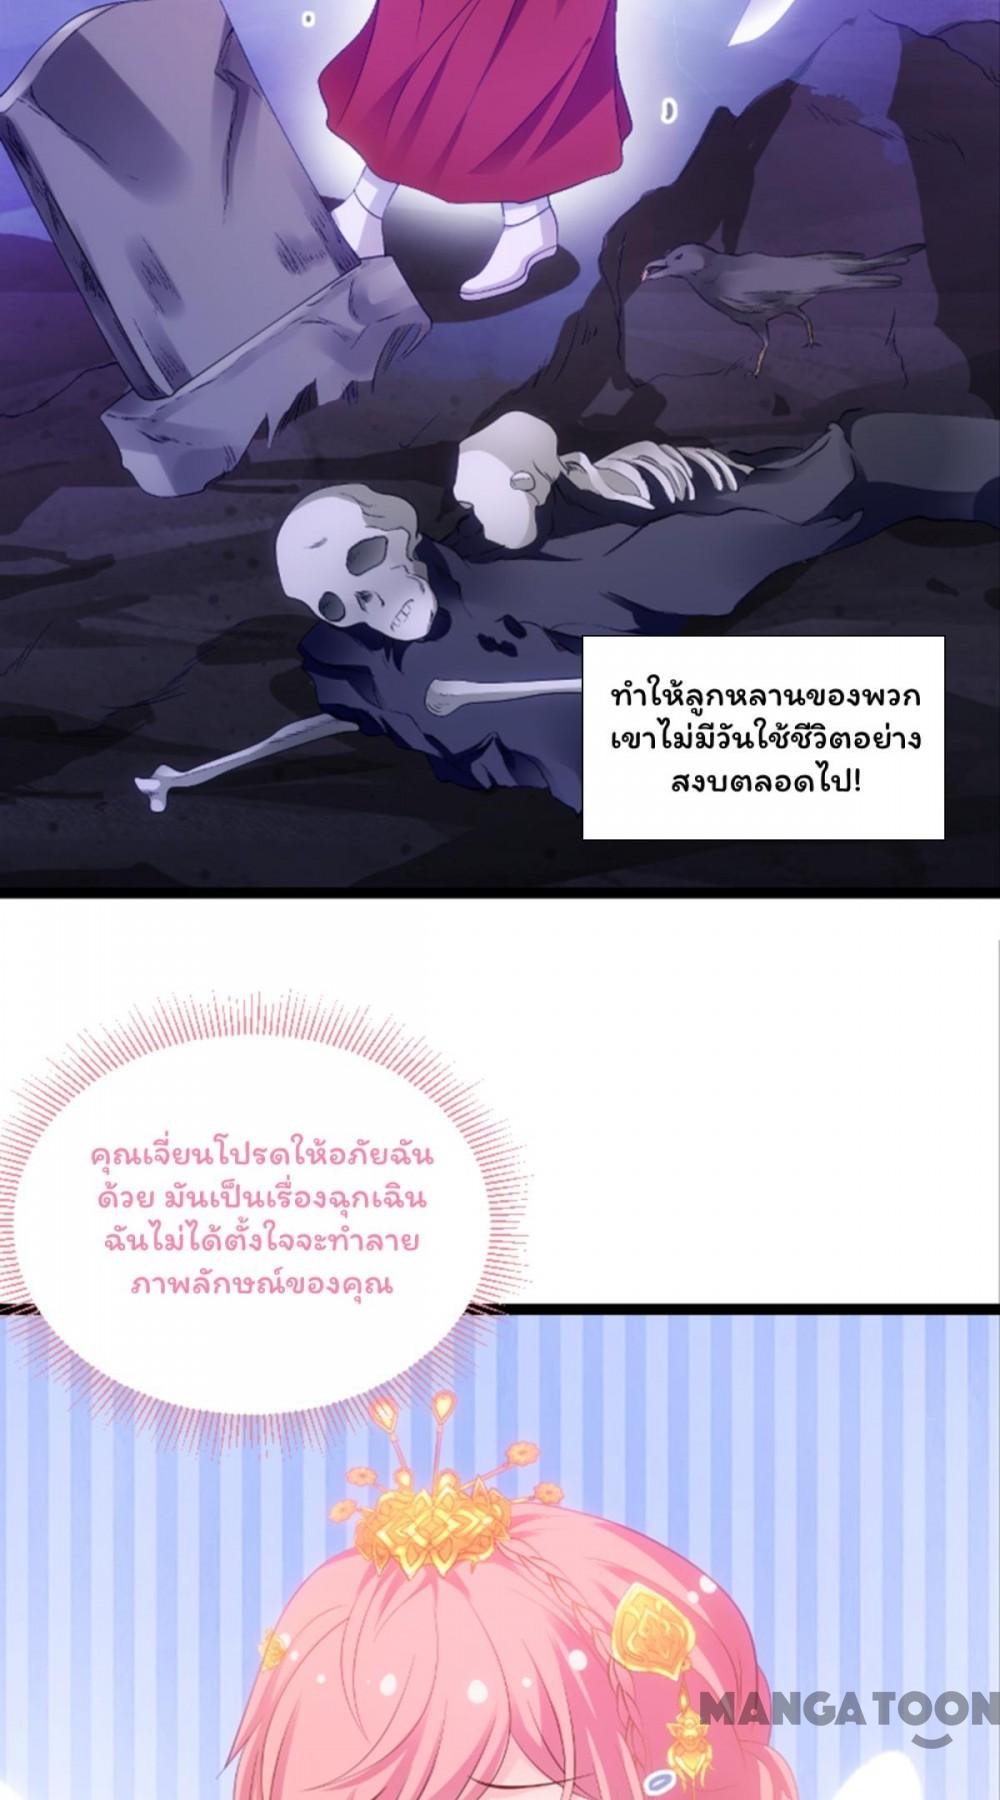 ทำให้ลูกหลานของพวก
เขาไม่มีวันใช้ชีวิตอย่าง
สงบตลอดไป!
คุณเจี่ยนโปรดให้อภัยฉัน
ด้วย มันเป็นเรื่องฉุกเฉิน
ฉันไม่ได้ตั้งใจจะทำลาย
ภาพลักษณ์ของคุณ
MANGATOON